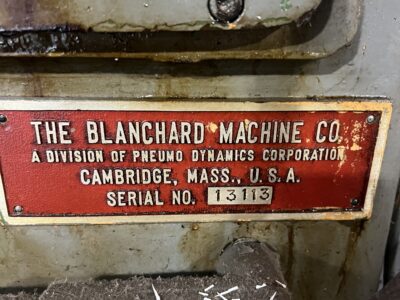 THE BLANCHARD MACHINE CO.
A DIVISION OF PNEUMO DYNAMICS CORPORATION
CAMBRIDGE, MASS., U.S.A.
SERIAL NO. 13113